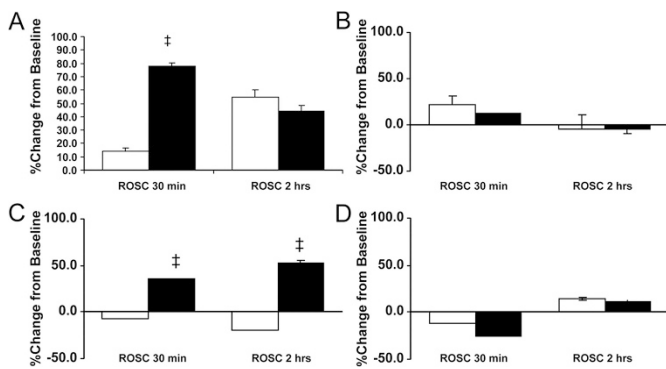 A
%Change from Baseline
100.0
90.0
80.0
70.0
60.0
50.0
40.0
30.0
20.0
10.0
0.0
‡
ROSC 30 min
ROSC 2 hrs
B
%Change from Baseline
100.0
50.0
0.0
-50.0
ROSC 30 min
ROSC 2 hrs
C
%Change from Baseline
100.0
50.0
0.0
-50.0
‡
‡
ROSC 30 min
ROSC 2 hrs
D
%Change from Baseline
100.0
50.0
0.0
-50.0
ROSC 30 min
ROSC 2 hrs